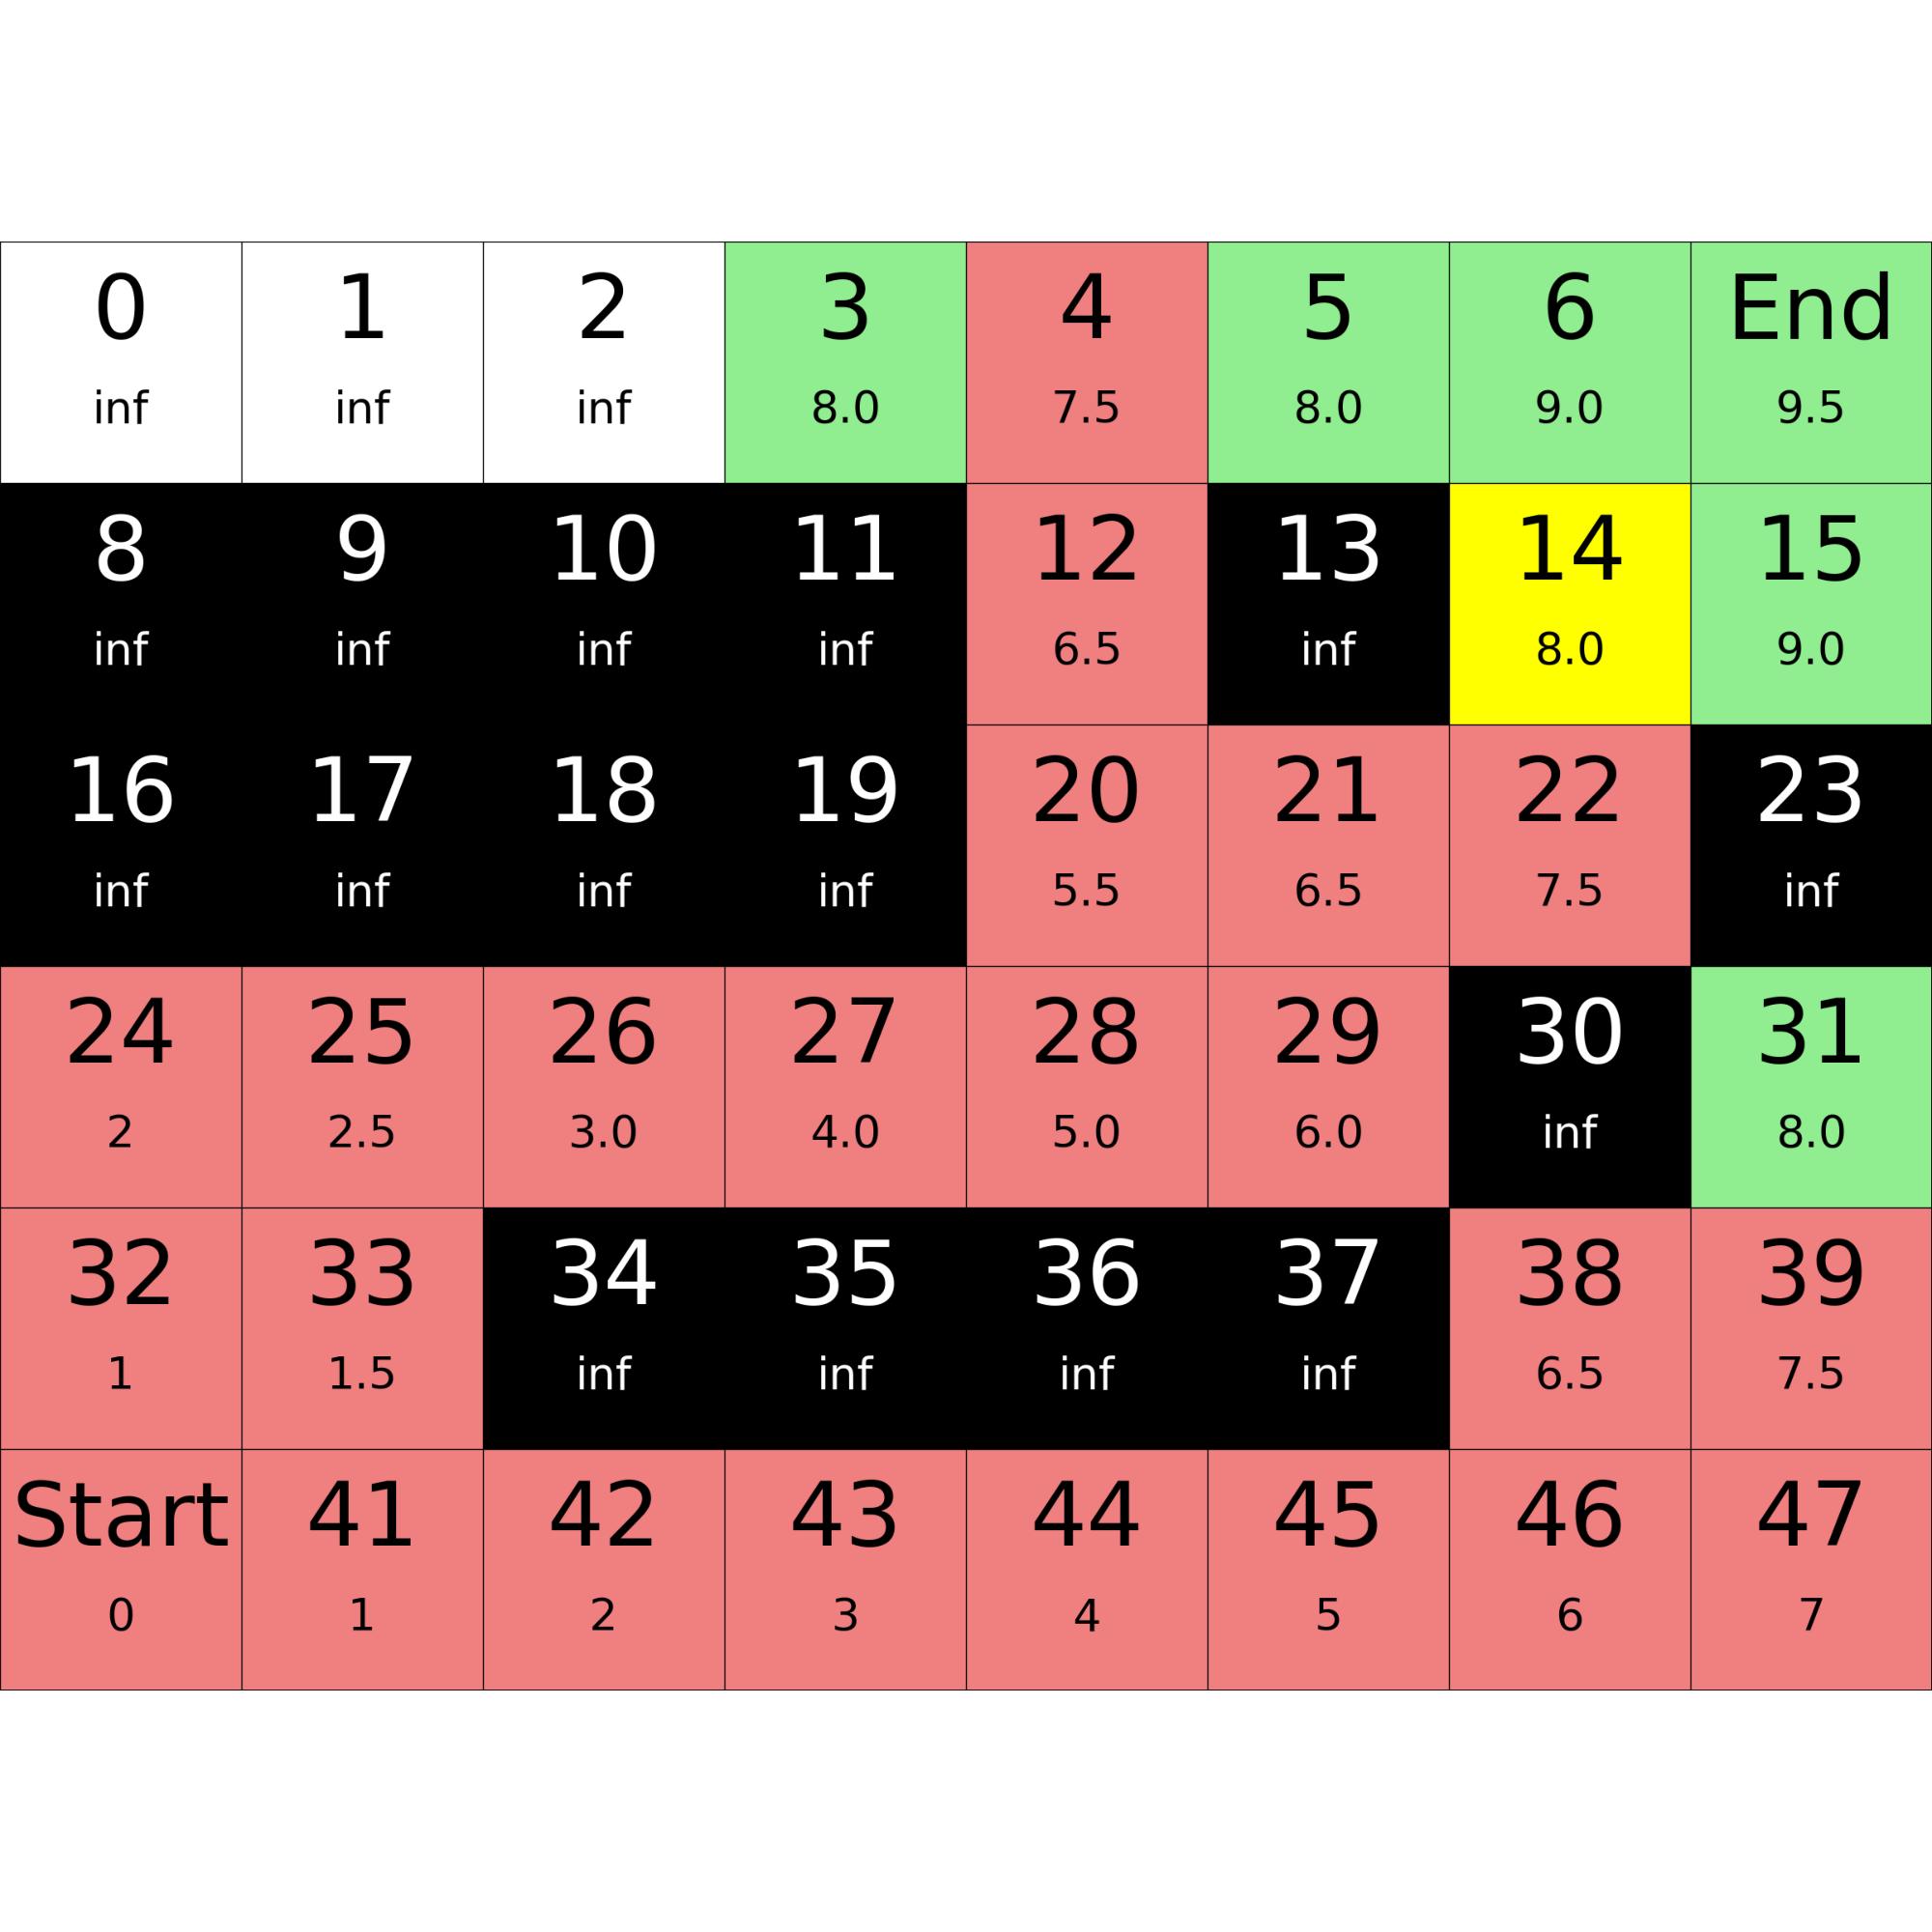 0 1 2 3 4 5 6 End
inf inf inf 8.0 7.5 8.0 9.0 9.5
8 9 10 11 12 13 14 15
inf inf inf inf 6.5 inf 8.0 9.0
16 17 18 19 20 21 22 23
inf inf inf inf 5.5 6.5 7.5 inf
24 25 26 27 28 29 30 31
2 2.5 3.0 4.0 5.0 6.0 inf 8.0
32 33 34 35 36 37 38 39
1 1.5 inf inf inf inf 6.5 7.5
Start 41 42 43 44 45 46 47
0 1 2 3 4 5 6 7